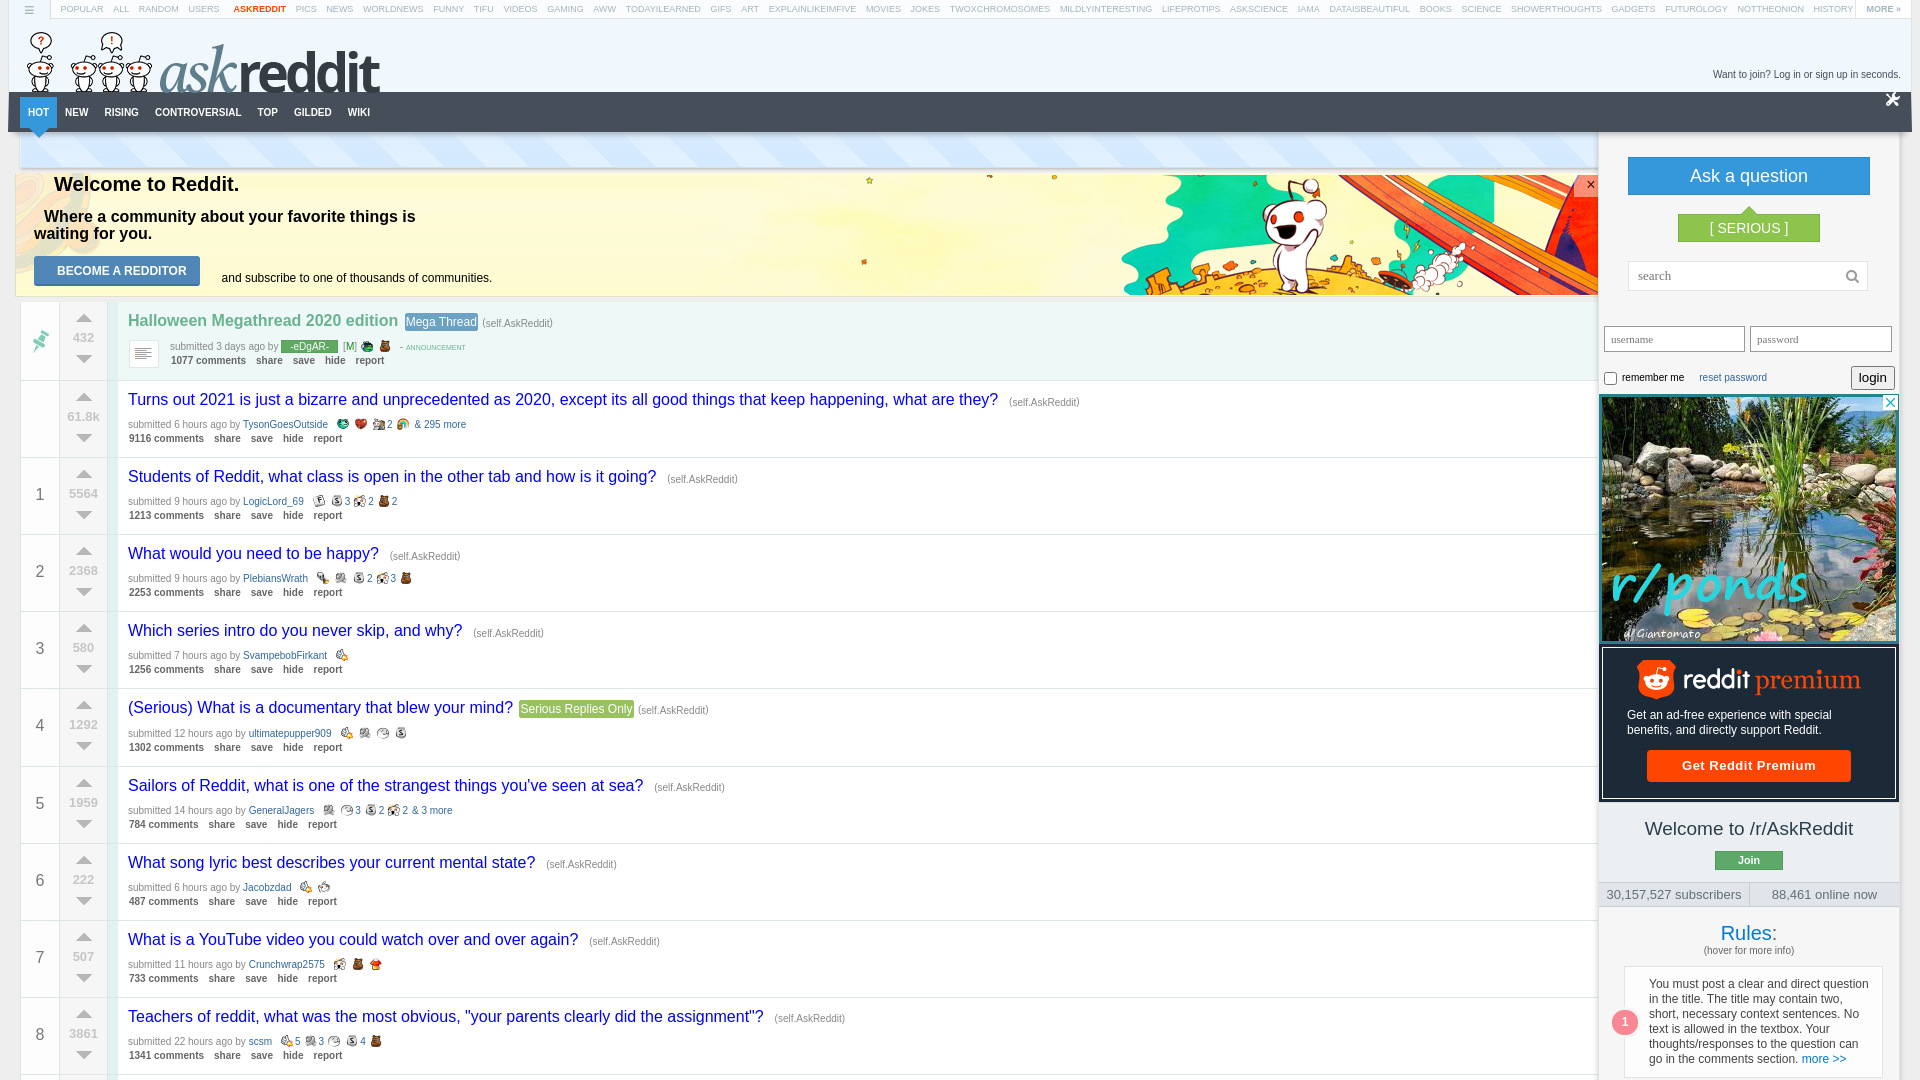 POPULAR ALL RANDOM USERS ASKREDDIT PICS NEWS WORLDNEWS FUNNY TIFU VIDEOS GAMING AWW TODAYILEARNED GIFS ART EXPLAINLIKEIMFIVE MOVIES JOKES TWOXCHROMOSOMES MILDLYINTERESTING LIFEPROTIPS ASKSCIENCE IAMA DATAISBEAUTIFUL BOOKS SCIENCE SHOWERTHOUGHTS GADGETS FUTUROLOGY NOTTHEONION HISTORY MORE »
askreddit
Want to join? Log in or sign up in seconds.
HOT NEW RISING CONTROVERSIAL TOP GILDED WIKI
Welcome to Reddit.
Where a community about your favorite things is
waiting for you.
BECOME A REDDITOR and subscribe to one of thousands of communities.
×
432
Halloween Megathread 2020 edition Mega Thread (self.AskReddit)
submitted 3 days ago by -eDgAR- [M] - ANNOUNCEMENT
1077 comments share save hide report
61.8k
Turns out 2021 is just a bizarre and unprecedented as 2020, except its all good things that keep happening, what are they? (self.AskReddit)
submitted 6 hours ago by TysonGoesOutside 2 & 295 more
9116 comments share save hide report
1
5564
Students of Reddit, what class is open in the other tab and how is it going? (self.AskReddit)
submitted 9 hours ago by LogicLord_69 3 2 2
1213 comments share save hide report
2
2368
What would you need to be happy? (self.AskReddit)
submitted 9 hours ago by PlebiansWrath 2 3
2253 comments share save hide report
3
580
Which series intro do you never skip, and why? (self.AskReddit)
submitted 7 hours ago by SvampebobFirkant
1256 comments share save hide report
4
1292
(Serious) What is a documentary that blew your mind? Serious Replies Only (self.AskReddit)
submitted 12 hours ago by ultimatepupper909
1302 comments share save hide report
5
1959
Sailors of Reddit, what is one of the strangest things you've seen at sea? (self.AskReddit)
submitted 14 hours ago by GeneralJagers 3 2 2 & 3 more
784 comments share save hide report
6
222
What song lyric best describes your current mental state? (self.AskReddit)
submitted 6 hours ago by Jacobzdad
487 comments share save hide report
7
507
What is a YouTube video you could watch over and over again? (self.AskReddit)
submitted 11 hours ago by Crunchwrap2575
733 comments share save hide report
8
3861
Teachers of reddit, what was the most obvious, "your parents clearly did the assignment"? (self.AskReddit)
submitted 22 hours ago by scsm 5 3 4
1341 comments share save hide report
Ask a question
[ SERIOUS ]
search
username password
remember me reset password login
r/ponds
u/Giantomato
reddit premium
Get an ad-free experience with special
benefits, and directly support Reddit.
Get Reddit Premium
Welcome to /r/AskReddit
Join
30,157,527 subscribers 88,461 online now
Rules:
(hover for more info)
1
You must post a clear and direct question
in the title. The title may contain two,
short, necessary context sentences. No
text is allowed in the textbox. Your
thoughts/responses to the question can
go in the comments section. more >>